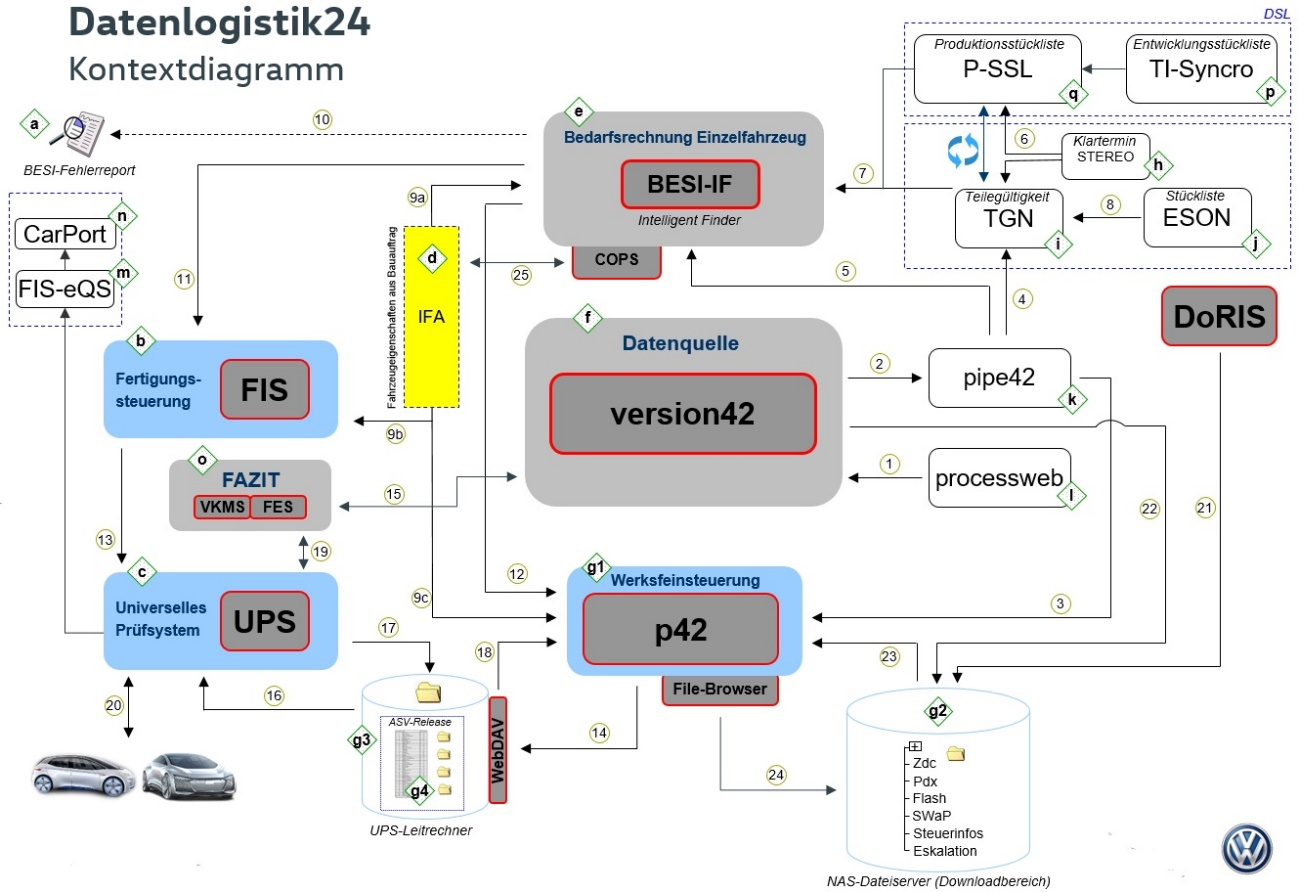 Datenlogistik24
Kontextdiagramm
DSL
Produktionsstückliste
P-SSL
q
Entwicklungsstückliste
TI-Syncro
p
a
BESI-Fehlerreport
10
e
Bedarfsrechnung Einzelfahrzeug
BESI-IF
Intelligent Finder
COPS
6
Klartermin
STEREO
h
7
Teilegültigkeit
TGN
i
8
Stückliste
ESON
j
n
CarPort
m
FIS-eQS
11
9a
d
IFA
Fahrzeugeigenschaften aus Bauauftrag
25
5
4
DoRIS
b
Fertigungs-
steuerung
FIS
9b
f
Datenquelle
version42
2
pipe42
k
1
processweb
l
o
FAZIT
VKMS
FES
15
19
13
22
21
c
Universelles
Prüfsystem
UPS
9c
12
g1
Werksfeinsteuerung
p42
File-Browser
3
17
18
23
20
16
14
24
g3
ASV-Release
g4
WebDAV
UPS-Leitrechner
g2
Zdc
Pdx
Flash
SWaP
Steuerinfos
Eskalation
NAS-Dateiserver (Downloadbereich)